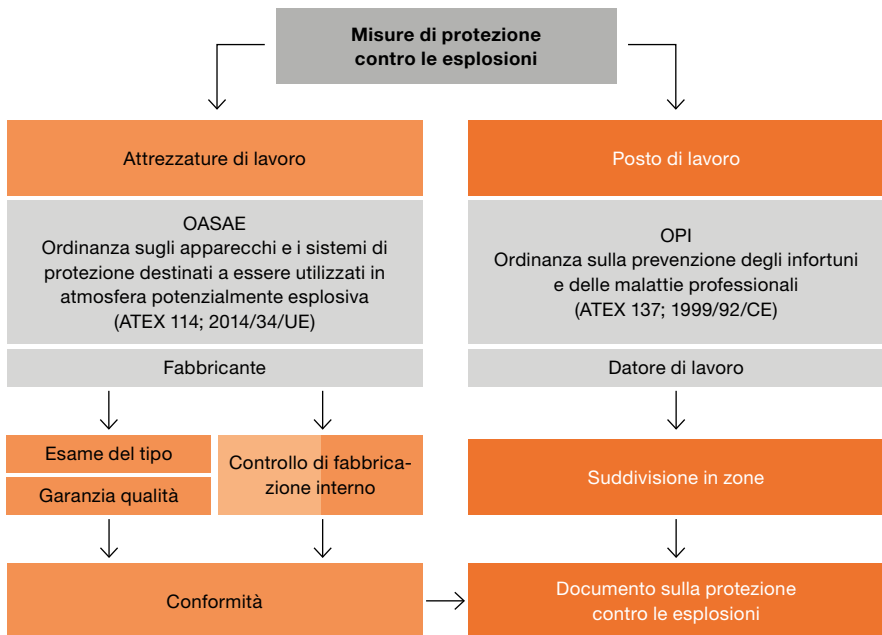 Misure di protezione
contro le esplosioni
Attrezzature di lavoro
Posto di lavoro
OASAE
Ordinanza sugli apparecchi e i sistemi di
protezione destinati a essere utilizzati in
atmosfera potenzialmente esplosiva
(ATEX 114; 2014/34/UE)
OPI
Ordinanza sulla prevenzione degli infortuni
e delle malattie professionali
(ATEX 137; 1999/92/CE)
Fabbricante
Datore di lavoro
Esame del tipo
Garanzia qualità
Controllo di fabbrica-
zione interno
Suddivisione in zone
Conformità
Documento sulla protezione
contro le esplosioni